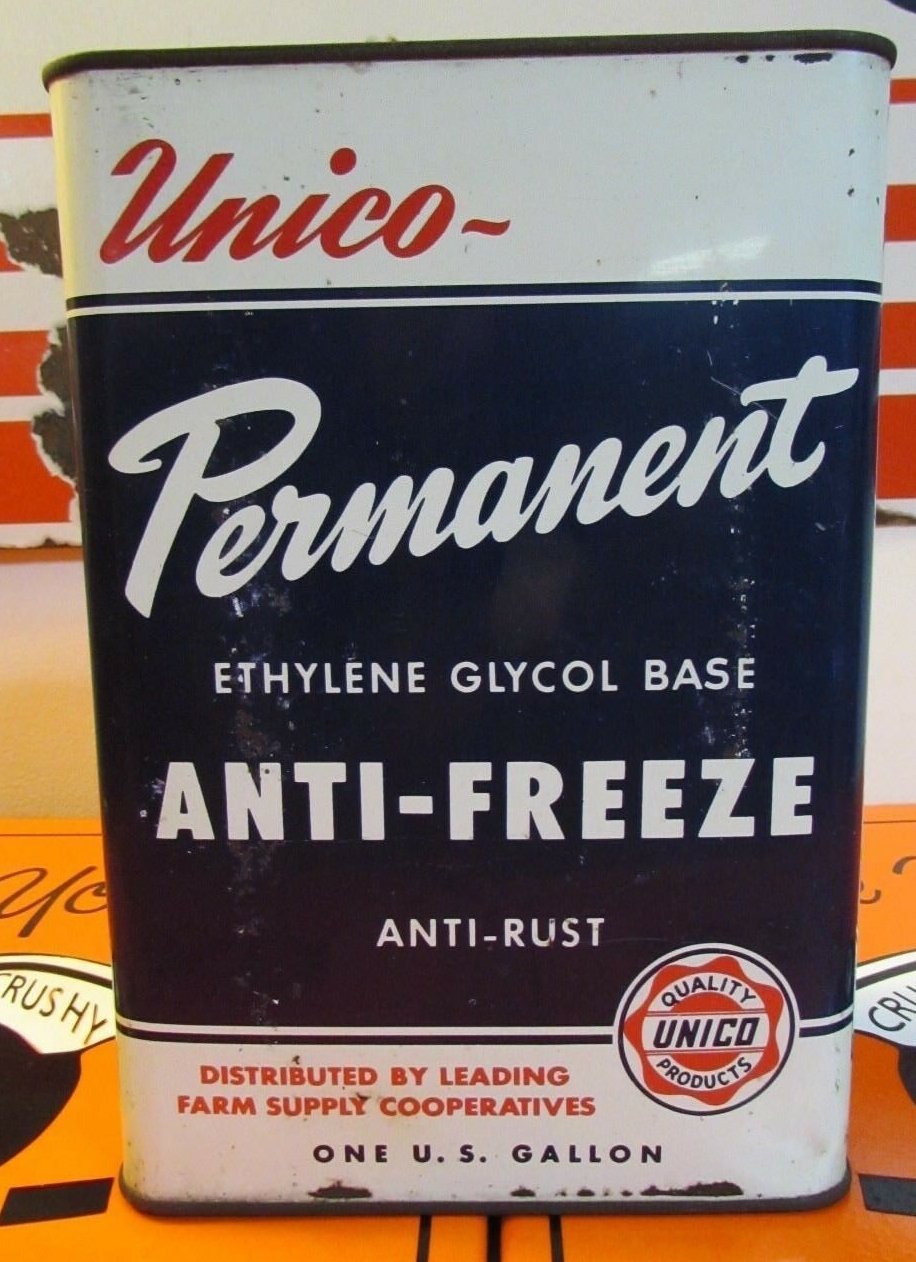 Unico~
Permanent
ETHYLENE GLYCOL BASE
ANTI-FREEZE
ANTI-RUST
QUALITY
UNICO
PRODUCTS
DISTRIBUTED BY LEADING
FARM SUPPLY COOPERATIVES
ONE U.S. GALLON
CRUSHY